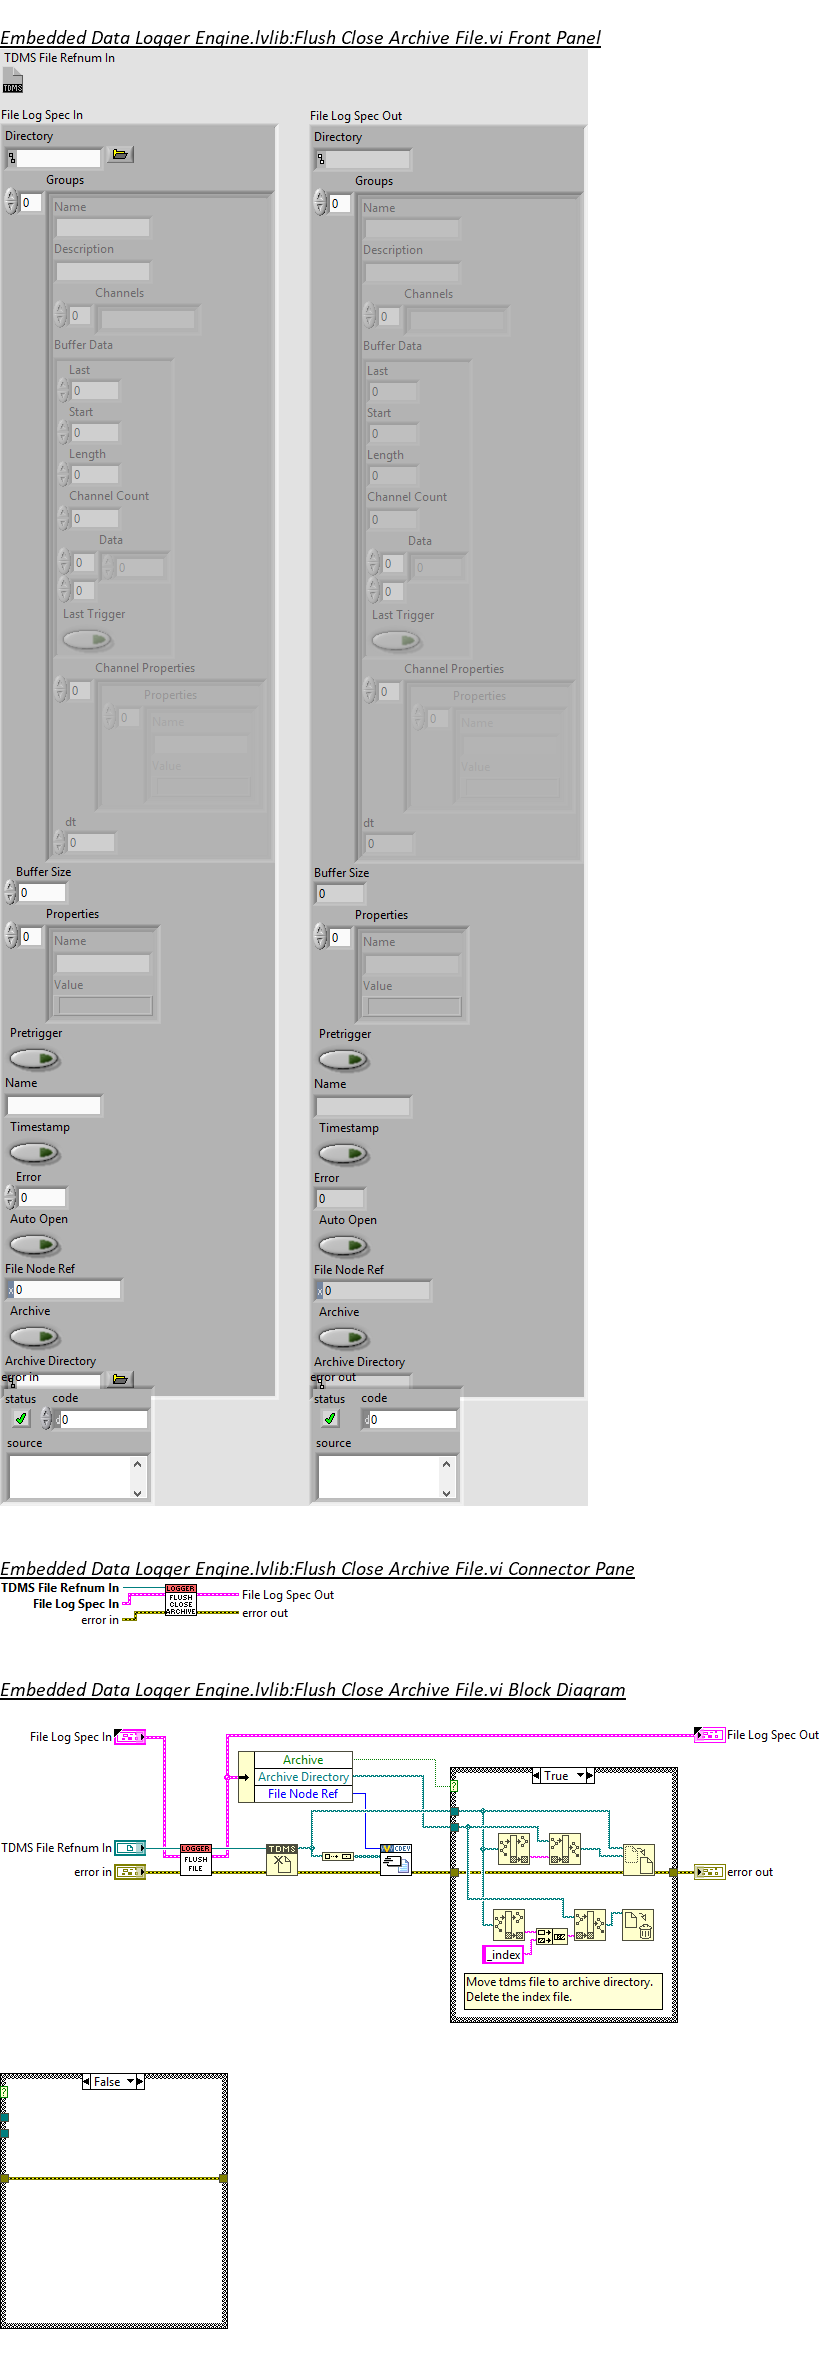 Embedded Data Logger Engine.lvlib:Flush Close Archive File.vi Front Panel
TDMS File Refnum In
TDMS
File Log Spec In
Directory
Groups
0
Name
Description
Channels
0
Buffer Data
Last
0
Start
0
Length
0
Channel Count
0
Data
0
0
0
Last Trigger
Channel Properties
0
Properties
0
Name
Value
dt
0
Buffer Size
0
Properties
0
Name
Value
Pretrigger
Name
Timestamp
Error
0
Auto Open
File Node Ref
x 0
Archive
Archive Directory
error in
status code
d 0
source
File Log Spec Out
Directory
Groups
0
Name
Description
Channels
0
Buffer Data
Last
0
Start
0
Length
0
Channel Count
0
Data
0
0
0
Last Trigger
Channel Properties
0
Properties
0
Name
Value
dt
0
Buffer Size
0
Properties
0
Name
Value
Pretrigger
Name
Timestamp
Error
0
Auto Open
File Node Ref
x 0
Archive
Archive Directory
error out
status code
d 0
source
Embedded Data Logger Engine.lvlib:Flush Close Archive File.vi Connector Pane
TDMS File Refnum In
File Log Spec In
error in
LOGGER
FLUSH
CLOSE
ARCHIVE
File Log Spec Out
error out
Embedded Data Logger Engine.lvlib:Flush Close Archive File.vi Block Diagram
File Log Spec In
File Log Spec Out
Archive
Archive Directory
File Node Ref
True
?
TDMS File Refnum In
LOGGER
FLUSH
FILE
TDMS
CDEV
error in
error out
_index
Move tdms file to archive directory.
Delete the index file.
False
?